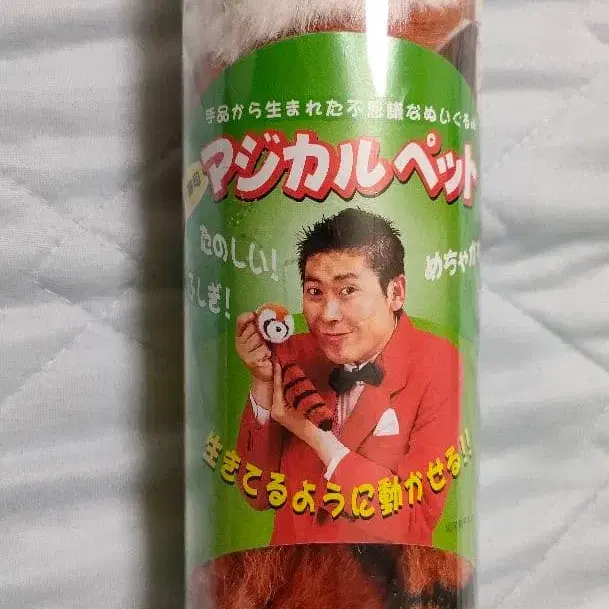 手品から生まれた不思議なぬいぐるみ
マジカルペット
たのしい!
ふしぎ!
めちゃ
生きてるように動かせる!!